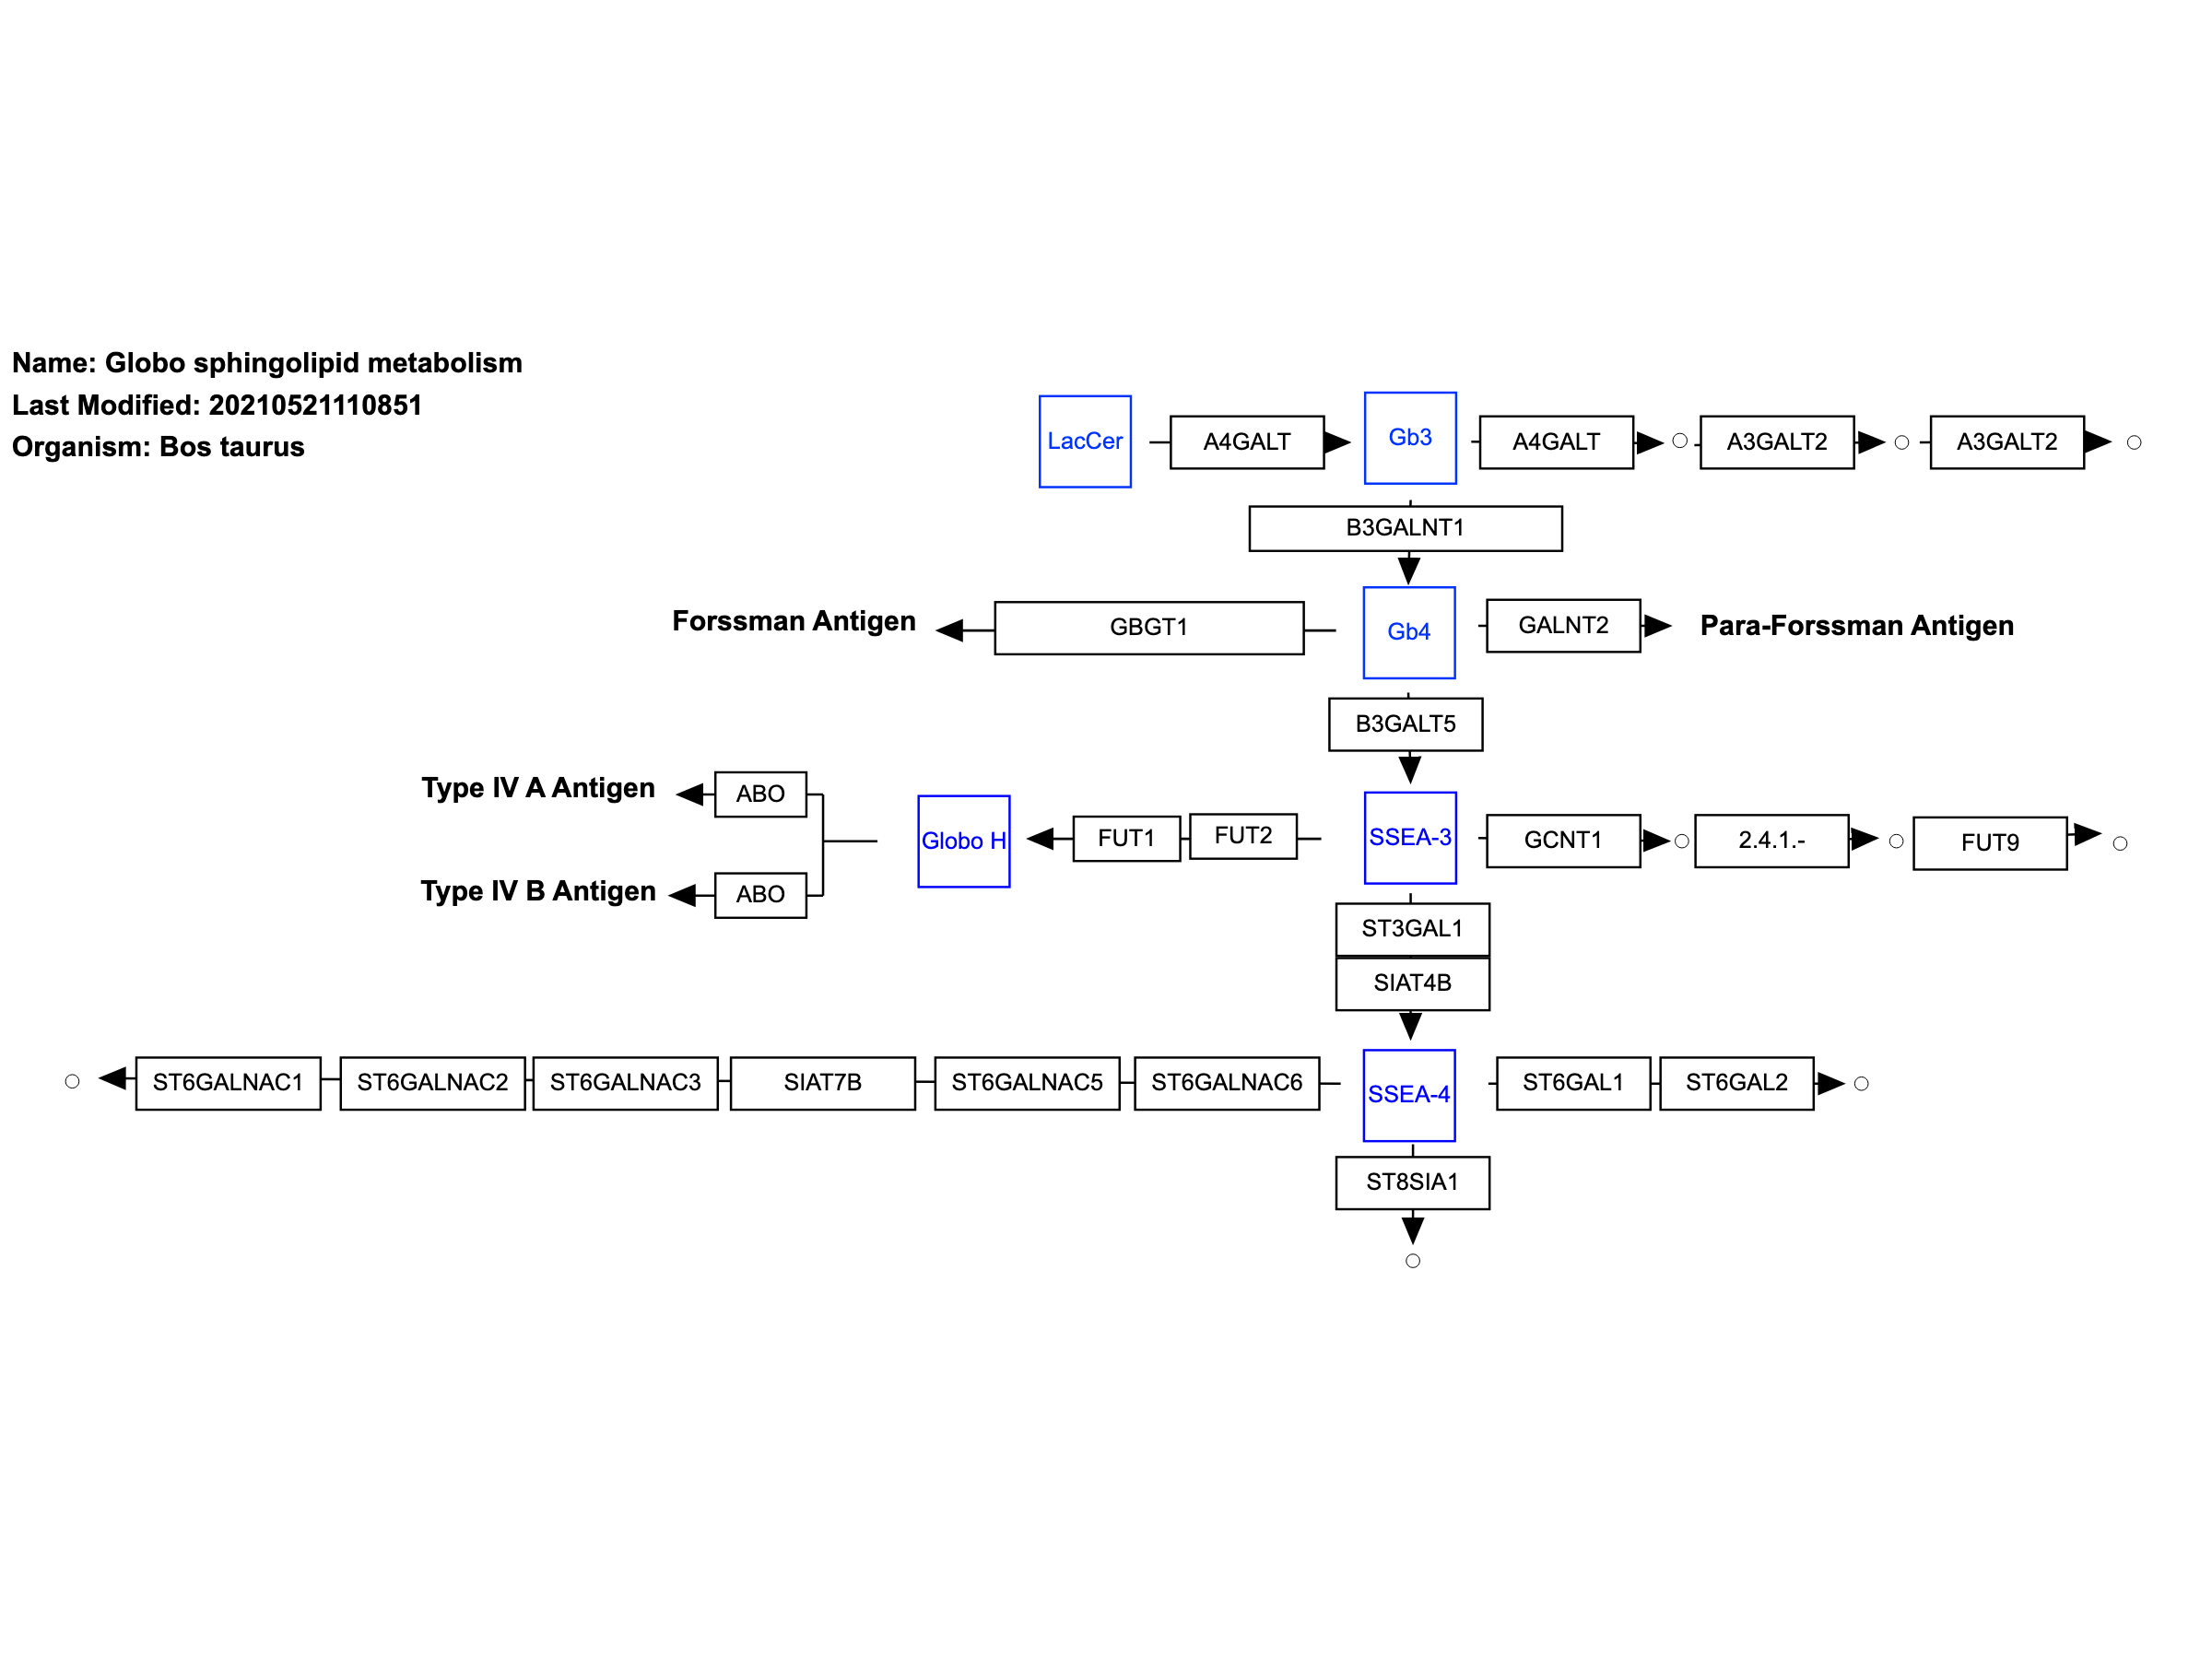 Name: Globo sphingolipid metabolism
Last Modified: 20210521110851
Organism: Bos taurus
LacCer
A4GALT
Gb3
A4GALT
A3GALT2
A3GALT2
B3GALNT1
Forssman Antigen
GBGT1
Gb4
GALNT2
Para-Forssman Antigen
B3GALT5
Type IV A Antigen
ABO
Globo H
FUT1
FUT2
SSEA-3
GCNT1
2.4.1.-
FUT9
Type IV B Antigen
ABO
ST3GAL1
SIAT4B
ST6GALNAC1
ST6GALNAC2
ST6GALNAC3
SIAT7B
ST6GALNAC5
ST6GALNAC6
SSEA-4
ST6GAL1
ST6GAL2
ST8SIA1